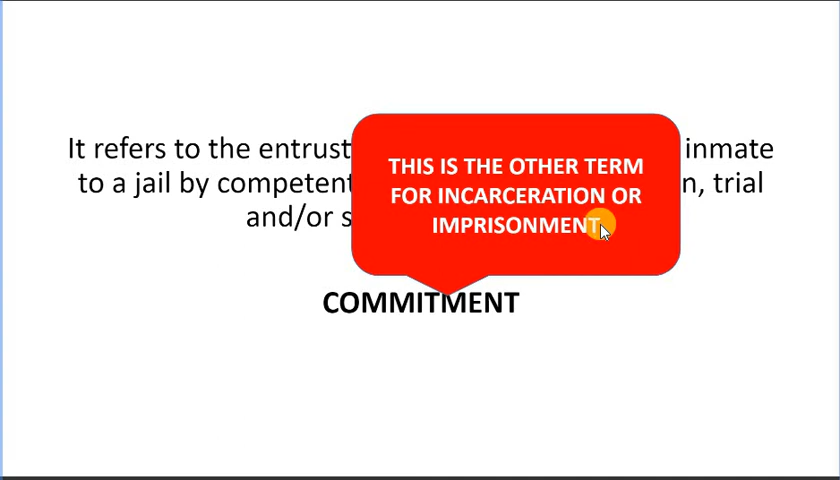 It refers to the entrust inmate
to a jail by competent n, trial
and/or s
THIS IS THE OTHER TERM
FOR INCARCERATION OR
IMPRISONMENT
COMMITMENT